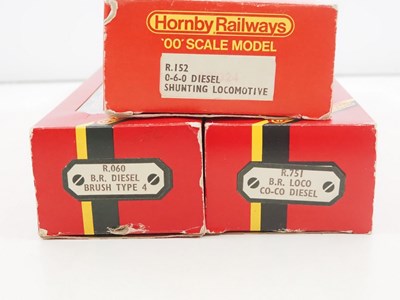 Hornby Railways
'OO' SCALE MODEL
R.152
0-6-0 DIESEL
SHUNTING LOCOMOTIVE
R.060
B.R. DIESEL
BRUSH TYPE 4
R.751
B.R. LOCO
CO-CO DIESEL